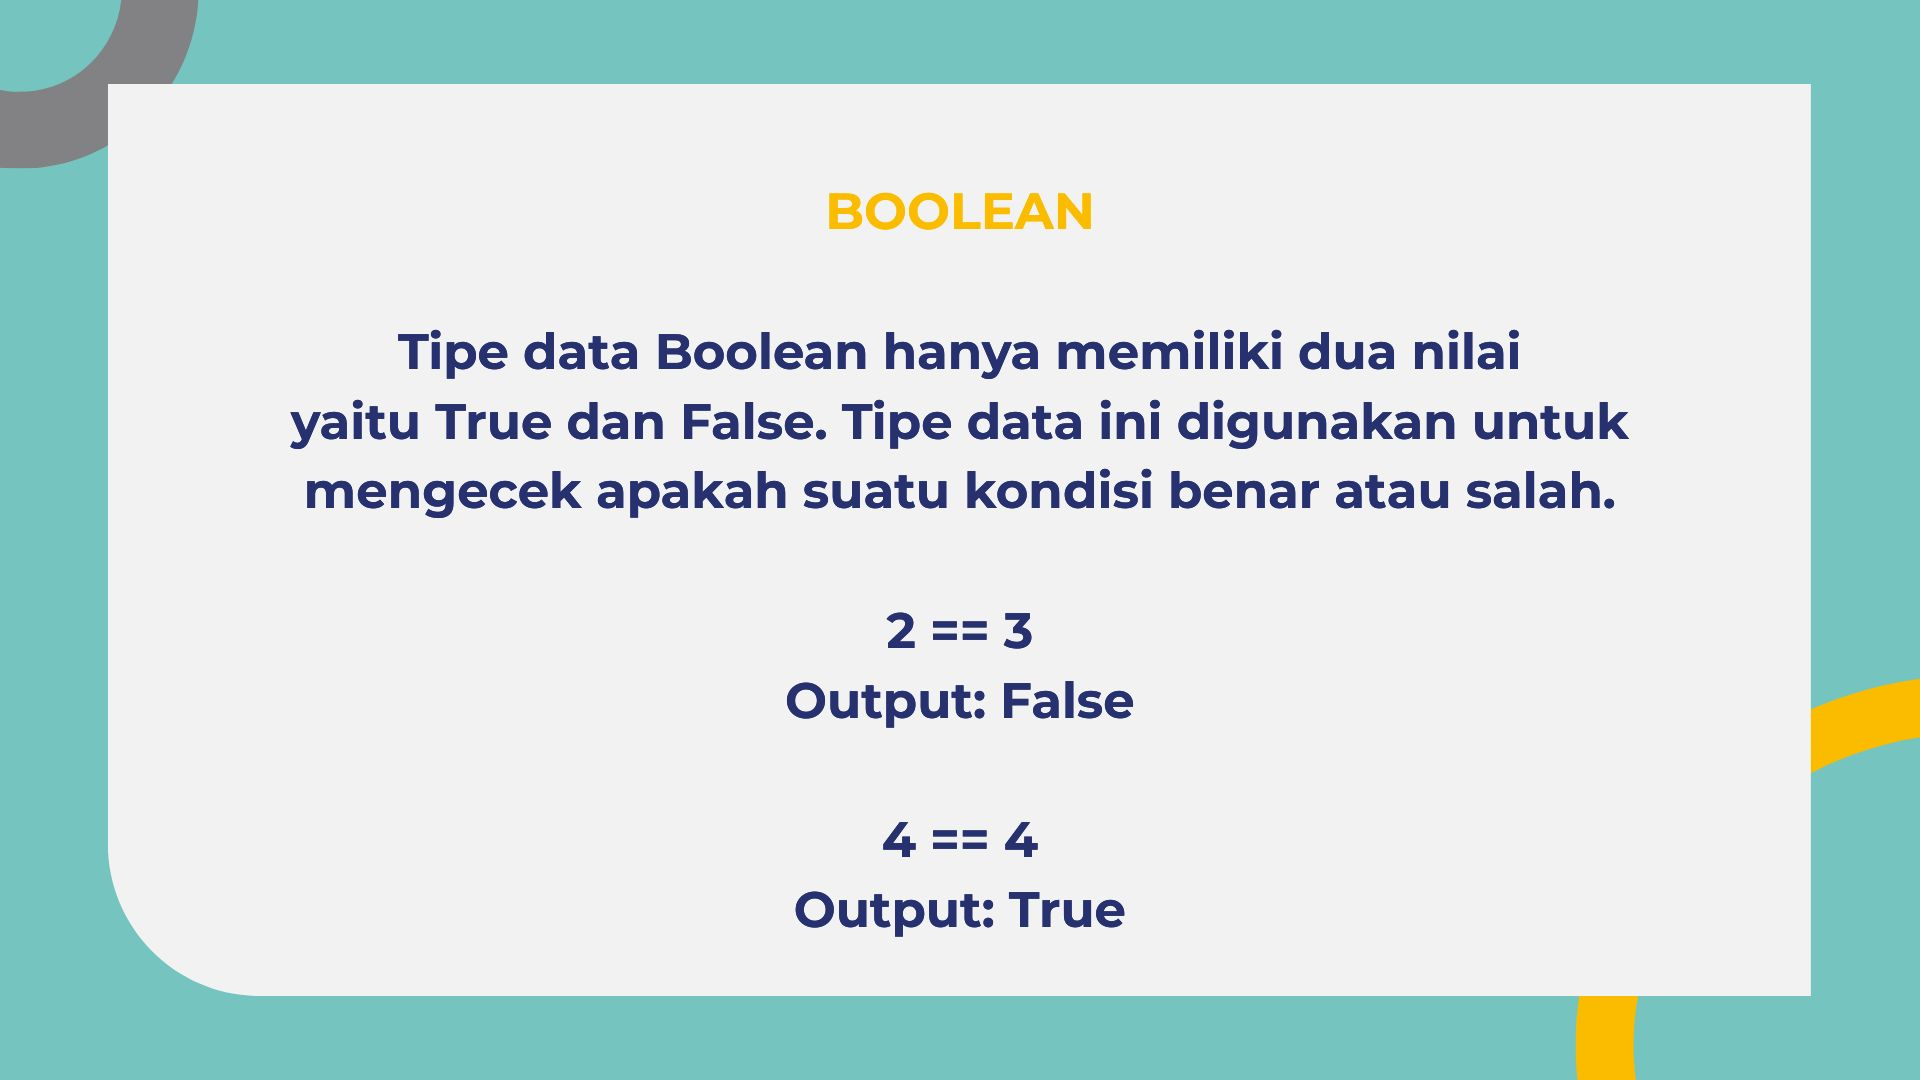 BOOLEAN
Tipe data Boolean hanya memiliki dua nilai
yaitu True dan False. Tipe data ini digunakan untuk
mengecek apakah suatu kondisi benar atau salah.
2 == 3
Output: False
4 == 4
Output: True